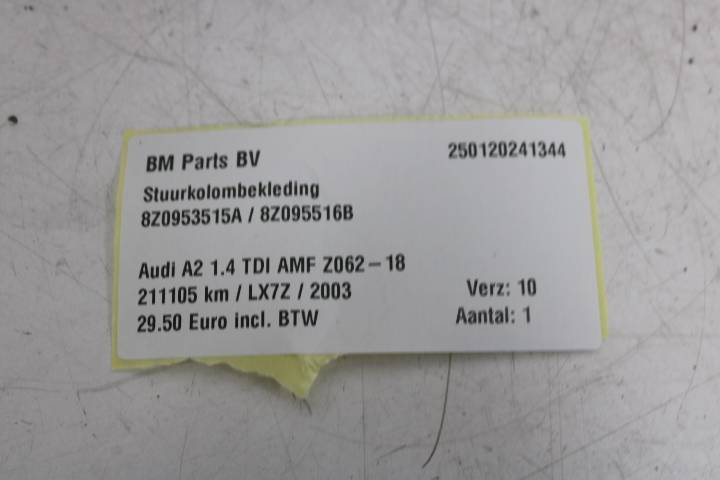 BM Parts BV
250120241344
Stuurkolombekleding
8Z0953515A / 8Z095516B
Audi A2 1.4 TDI AMF Z062-18
211105 km / LX7Z / 2003
Verz: 10
29.50 Euro incl. BTW
Aantal: 1